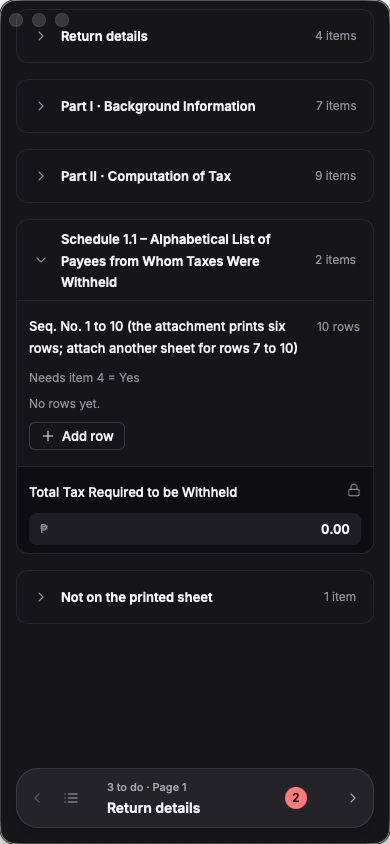 Return details
4 items
Part I · Background Information
7 items
Part II · Computation of Tax
9 items
Schedule 1.1 – Alphabetical List of
Payees from Whom Taxes Were
Withheld
2 items
Seq. No. 1 to 10 (the attachment prints six
rows; attach another sheet for rows 7 to 10)
10 rows
Needs item 4 = Yes
No rows yet.
+ Add row
Total Tax Required to be Withheld
₱ 0.00
Not on the printed sheet
1 item
3 to do · Page 1
Return details
2